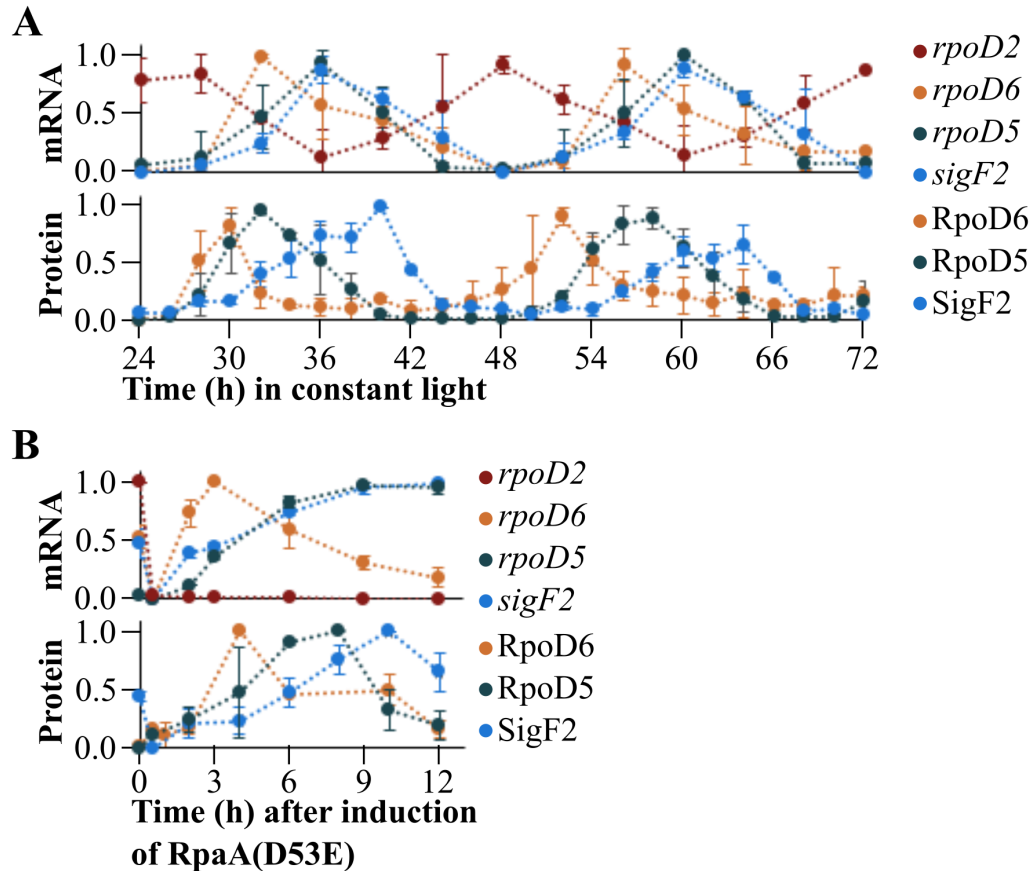 A
mRNA
1.0
0.5
0.0
rpoD2
rpoD6
rpoD5
sigF2
Protein
1.0
0.5
0.0
RpoD6
RpoD5
SigF2
24 30 36 42 48 54 60 66 72
Time (h) in constant light
B
mRNA
1.0
0.5
0.0
rpoD2
rpoD6
rpoD5
sigF2
Protein
1.0
0.5
0.0
RpoD6
RpoD5
SigF2
0 3 6 9 12
Time (h) after induction
of RpaA(D53E)